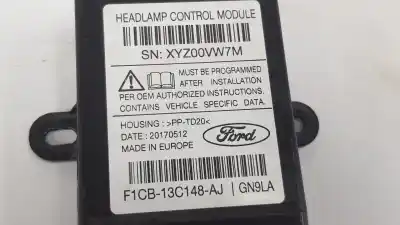 HEADLAMP CONTROL MODULE
SN: XYZ00VW7M
MUST BE PROGRAMMED
AFTER INSTALLATION
PER OEM AUTHORIZED INSTRUCTIONS.
CONTAINS VEHICLE SPECIFIC DATA.
HOUSING : >PP-TD20<
DATE : 20170512
MADE IN EUROPE
Ford
F1CB-13C148-AJ | GN9LA